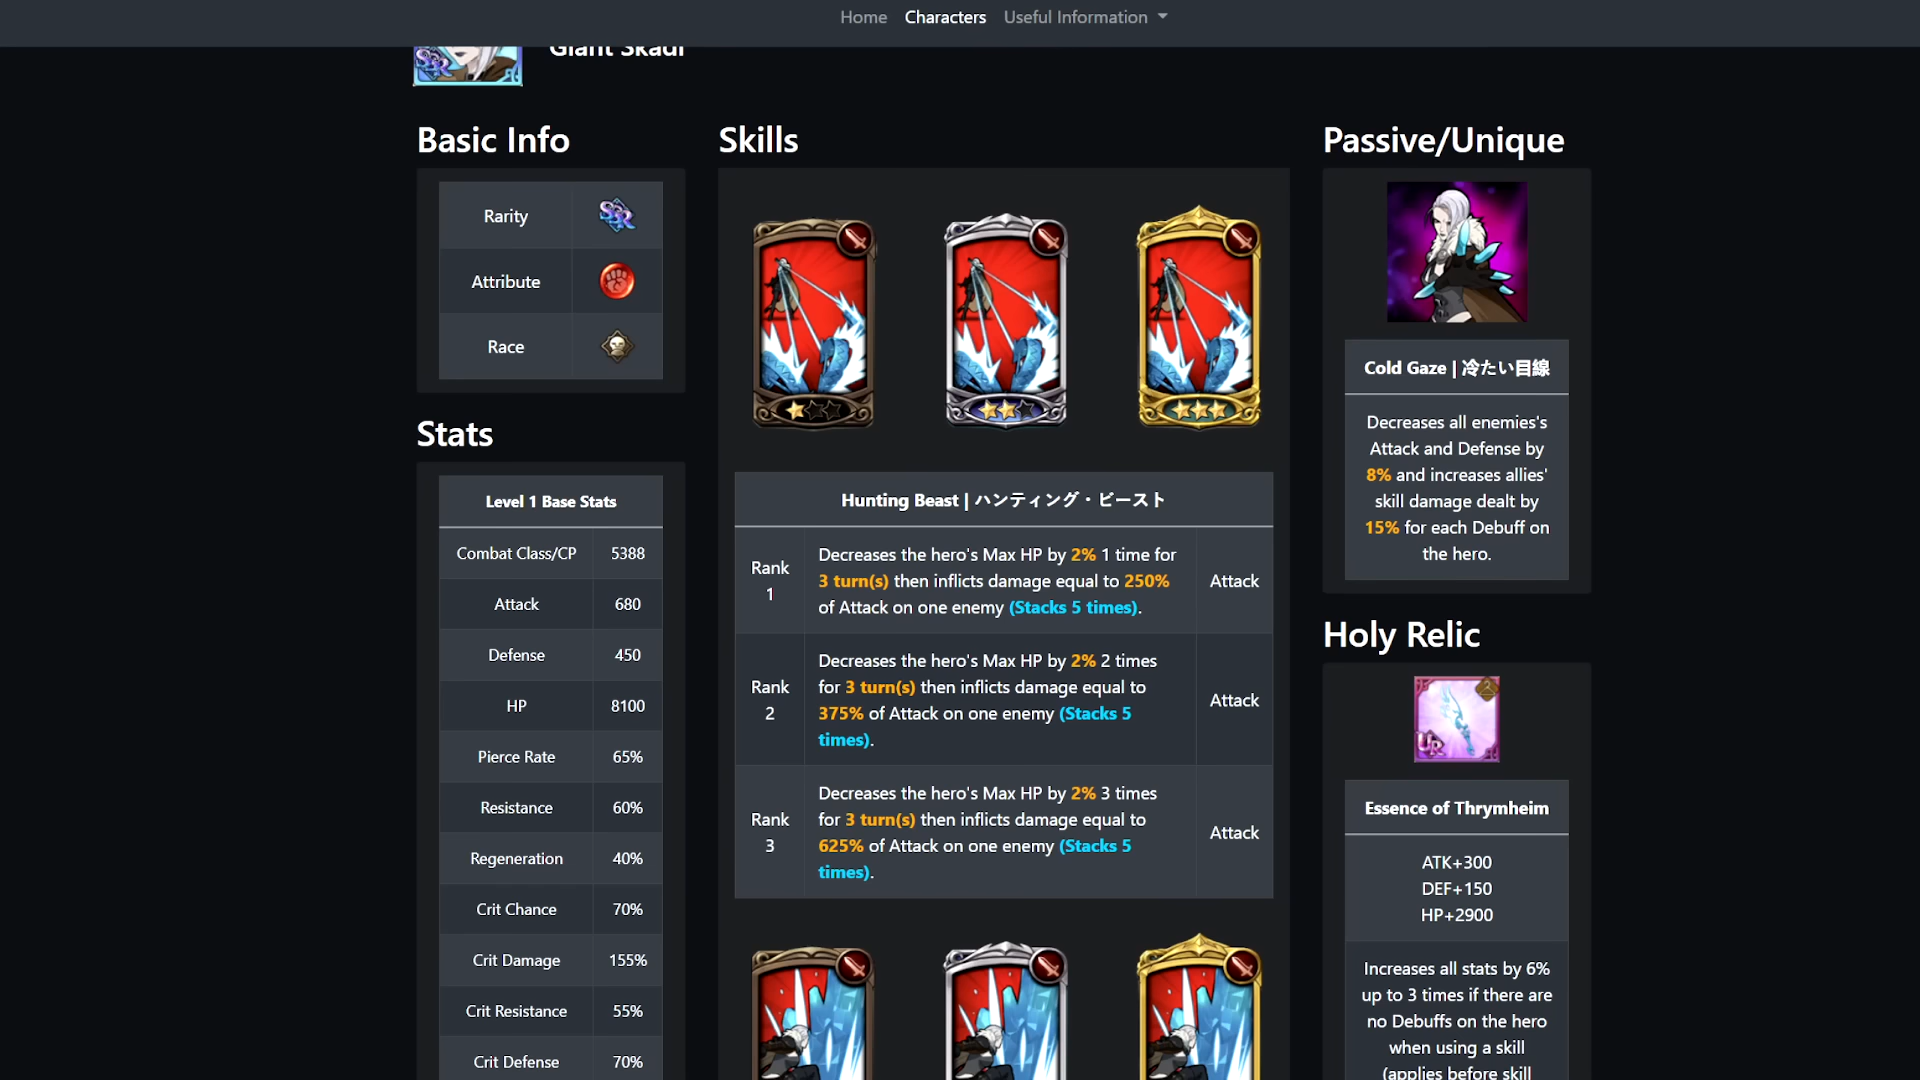 Home Characters Useful Information
Giant Skadi
Basic Info
Rarity SSR
Attribute
Race
Stats
Level 1 Base Stats
Combat Class/CP 5388
Attack 680
Defense 450
HP 8100
Pierce Rate 65%
Resistance 60%
Regeneration 40%
Crit Chance 70%
Crit Damage 155%
Crit Resistance 55%
Crit Defense 70%
Skills
Hunting Beast | ハンティング・ビースト
Rank
1
Decreases the hero's Max HP by 2% 1 time for
3 turn(s) then inflicts damage equal to 250%
of Attack on one enemy (Stacks 5 times).
Attack
Rank
2
Decreases the hero's Max HP by 2% 2 times
for 3 turn(s) then inflicts damage equal to
375% of Attack on one enemy (Stacks 5
times).
Attack
Rank
3
Decreases the hero's Max HP by 2% 3 times
for 3 turn(s) then inflicts damage equal to
625% of Attack on one enemy (Stacks 5
times).
Attack
Passive/Unique
Cold Gaze | 冷たい目線
Decreases all enemies's
Attack and Defense by
8% and increases allies'
skill damage dealt by
15% for each Debuff on
the hero.
Holy Relic
UR
Essence of Thrymheim
ATK+300
DEF+150
HP+2900
Increases all stats by 6%
up to 3 times if there are
no Debuffs on the hero
when using a skill
(applies before skill